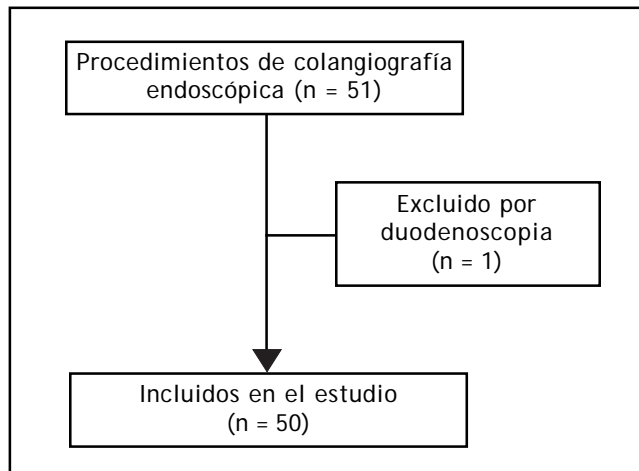 Procedimientos de colangiografía
endoscópica (n = 51)
Excluido por
duodenoscopia
(n = 1)
Incluidos en el estudio
(n = 50)